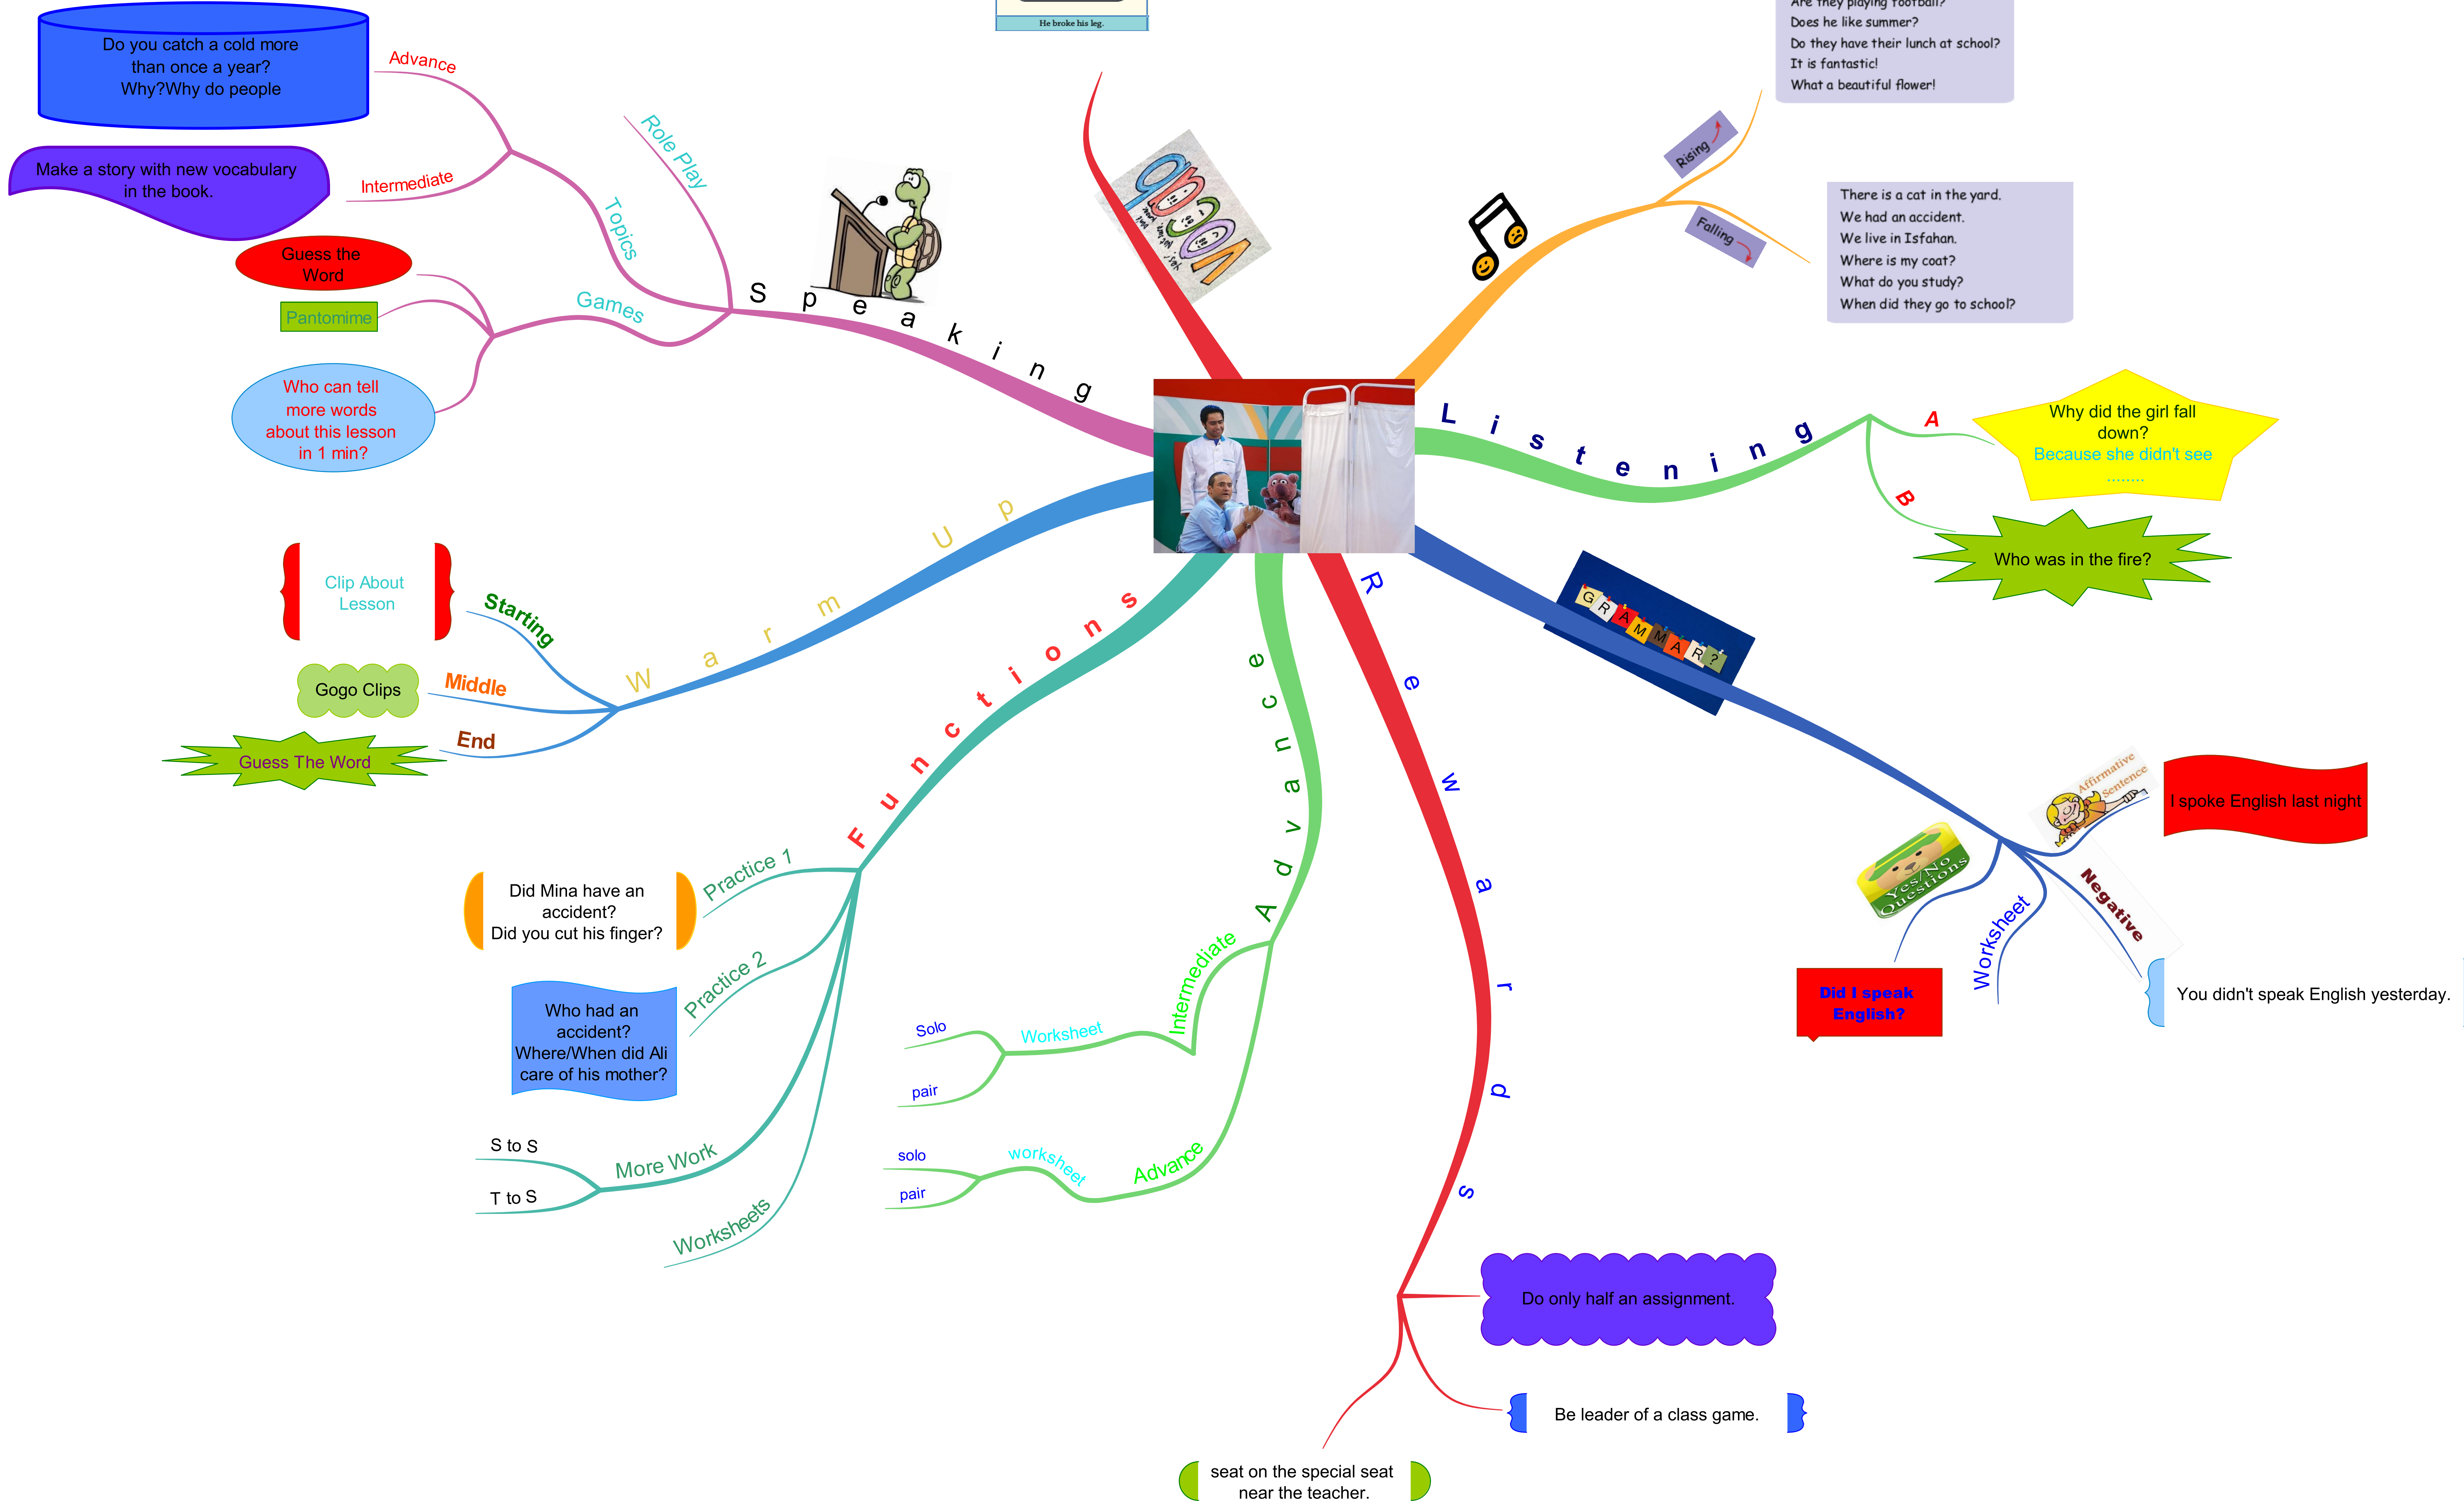 He broke his leg.
Are they playing football?
Does he like summer?
Do they have their lunch at school?
It is fantastic!
What a beautiful flower!
Rising
Falling
There is a cat in the yard.
We had an accident.
We live in Isfahan.
Where is my coat?
What do you study?
When did they go to school?
Do you catch a cold more
than once a year?
Why?Why do people
Advance
Make a story with new vocabulary
in the book.
Intermediate
Topics
Role Play
Guess the
Word
Pantomime
Who can tell
more words
about this lesson
in 1 min?
Games
Speaking
vocab
Listening
A
Why did the girl fall
down?
Because she didn't see
........
B
Who was in the fire?
Warm Up
Starting
Clip About
Lesson
Middle
Gogo Clips
End
Guess The Word
Functions
Practice 1
Did Mina have an
accident?
Did you cut his finger?
Practice 2
Who had an
accident?
Where/When did Ali
care of his mother?
More Work
S to S
T to S
Worksheets
Advance
Intermediate
Worksheet
Solo
pair
Advance
worksheet
solo
pair
Rewards
Do only half an assignment.
Be leader of a class game.
seat on the special seat
near the teacher.
GRAMMAR?
Affirmative
Sentence
I spoke English last night
Negative
You didn't speak English yesterday.
Worksheet
Yes/No
Questions
Did I speak
English?